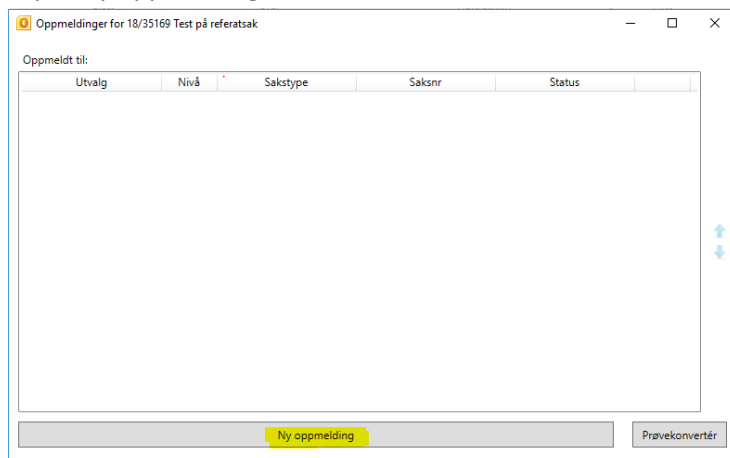 Oppmeldinger for 18/35169 Test på referatsak
Oppmeldt til:
Utvalg Nivå Sakstype Saksnr Status
Ny oppmelding Prøvekonvertér